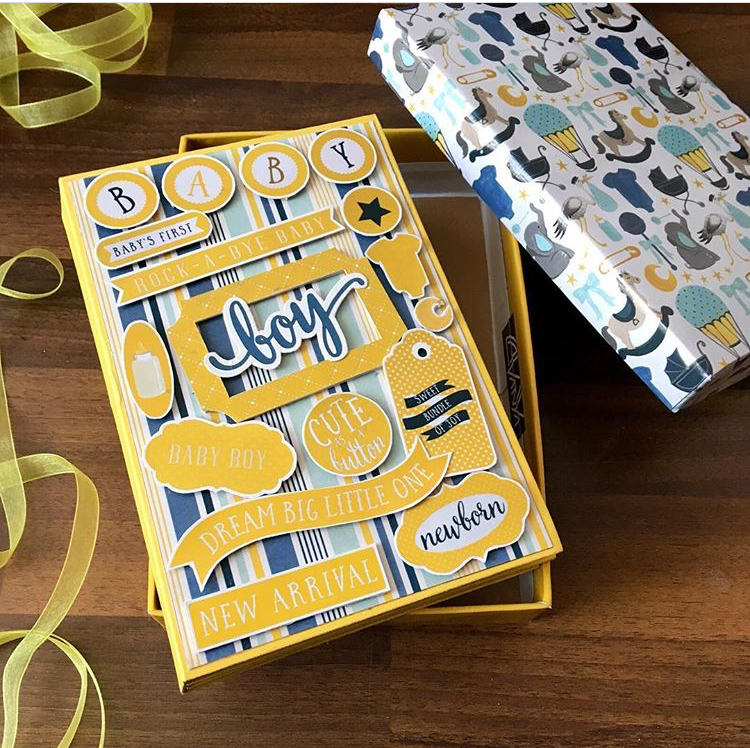 BABY
BABY'S FIRST
ROCK-A-BYE BABY
boy
SWEET
BUNDLE
OF JOY
CUTE
as a
button
BABY BOY
DREAM BIG LITTLE ONE
newborn
NEW ARRIVAL